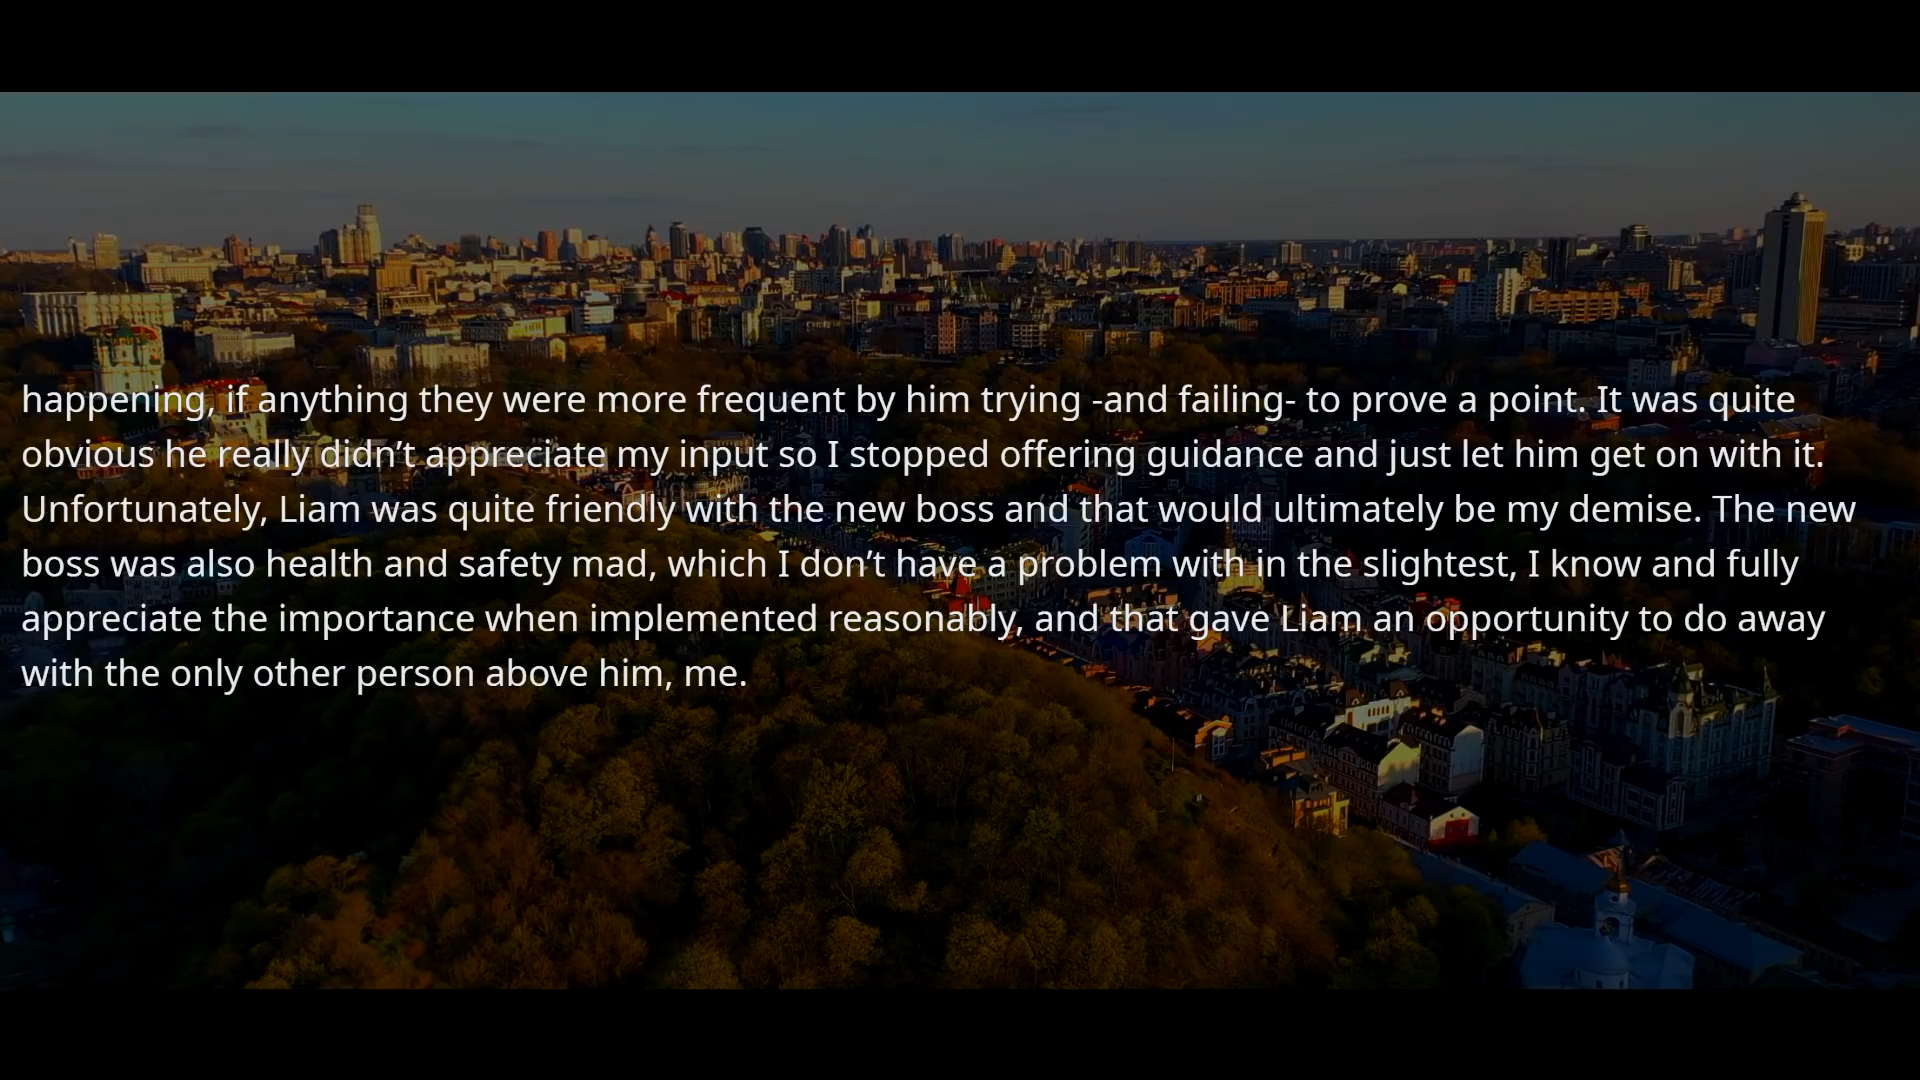 happening, if anything they were more frequent by him trying -and failing- to prove a point. It was quite
obvious he really didn’t appreciate my input so I stopped offering guidance and just let him get on with it.
Unfortunately, Liam was quite friendly with the new boss and that would ultimately be my demise. The new
boss was also health and safety mad, which I don’t have a problem with in the slightest, I know and fully
appreciate the importance when implemented reasonably, and that gave Liam an opportunity to do away
with the only other person above him, me.